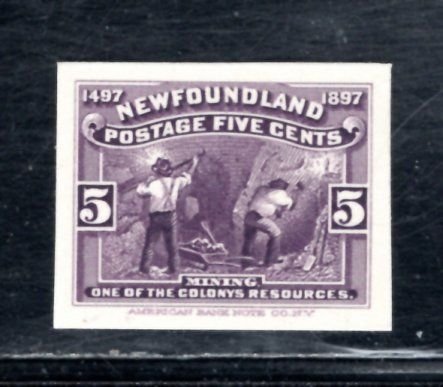 1497 1897
NEWFOUNDLAND
POSTAGE FIVE CENTS
5 5
MINING.
ONE OF THE COLONYS RESOURCES.
AMERICAN BANK NOTE CO. N.Y.